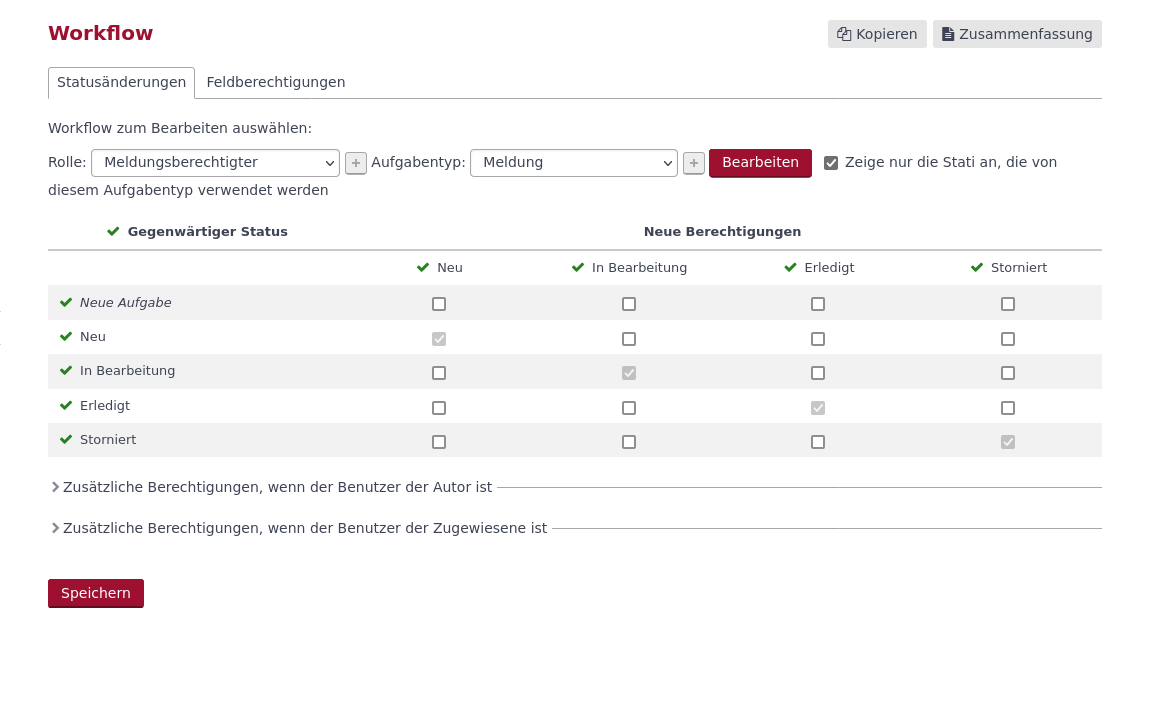 Workflow
Kopieren
Zusammenfassung
Statusänderungen
Feldberechtigungen
Workflow zum Bearbeiten auswählen:
Rolle: Meldungsberechtigter + Aufgabentyp: Meldung + Bearbeiten Zeige nur die Stati an, die von
diesem Aufgabentyp verwendet werden
Gegenwärtiger Status Neue Berechtigungen
Neu In Bearbeitung Erledigt Storniert
Neue Aufgabe
Neu
In Bearbeitung
Erledigt
Storniert
Zusätzliche Berechtigungen, wenn der Benutzer der Autor ist
Zusätzliche Berechtigungen, wenn der Benutzer der Zugewiesene ist
Speichern